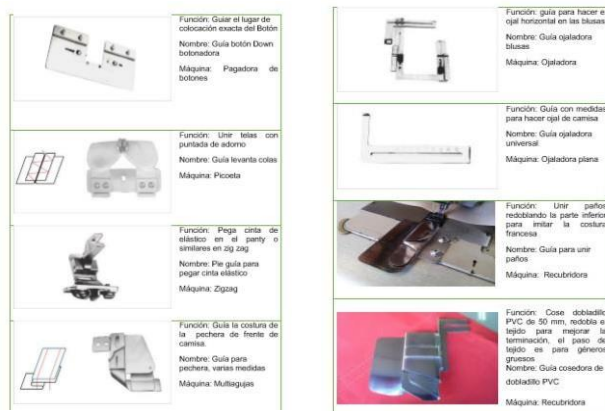 Función: Guiar el lugar de
colocación exacta del Botón
Nombre: Guía botón Down
botonadora
Máquina: Pagadora de
botones
Función: Unir telas con
puntada de adorno
Nombre: Guía levanta colas
Máquina: Picoeta
Función: Pega cinta de
elástico en el panty o
similares en zig zag
Nombre: Pie guía para
pegar cinta elástico
Máquina: Zigzag
Función: Guía la costura de
la pechera de frente de
camisa.
Nombre: Guía para
pechera, varias medidas
Máquina: Multiagujas
Función: guía para hacer el
ojal horizontal en las blusas
Nombre: Guía ojaladora
blusas
Máquina: Ojaladora
Función: Guía con medidas
para hacer ojal de camisa
Nombre: Guía ojaladora
universal
Máquina: Ojaladora plana
Función: Unir paños
redoblando la parte inferior
para imitar la costura
francesa
Nombre: Guía para unir
paños
Máquina: Recubridora
Función: Cose dobladillo
PVC de 50 mm, redobla el
tejido para mejorar la
terminación, el paso de
tejido es para géneros
gruesos
Nombre: Guía cosedora de
dobladillo PVC
Máquina: Recubridora